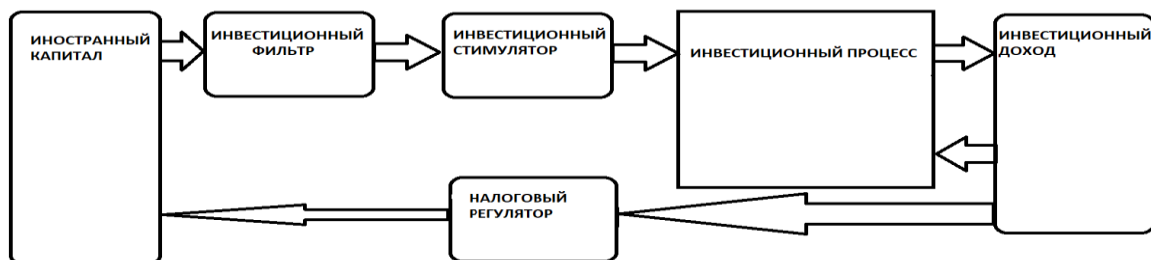 ИНОСТРАННЫЙ
КАПИТАЛ
ИНВЕСТИЦИОННЫЙ
ФИЛЬТР
ИНВЕСТИЦИОННЫЙ
СТИМУЛЯТОР
ИНВЕСТИЦИОННЫЙ ПРОЦЕСС
ИНВЕСТИЦИОННЫЙ
ДОХОД
НАЛОГОВЫЙ
РЕГУЛЯТОР